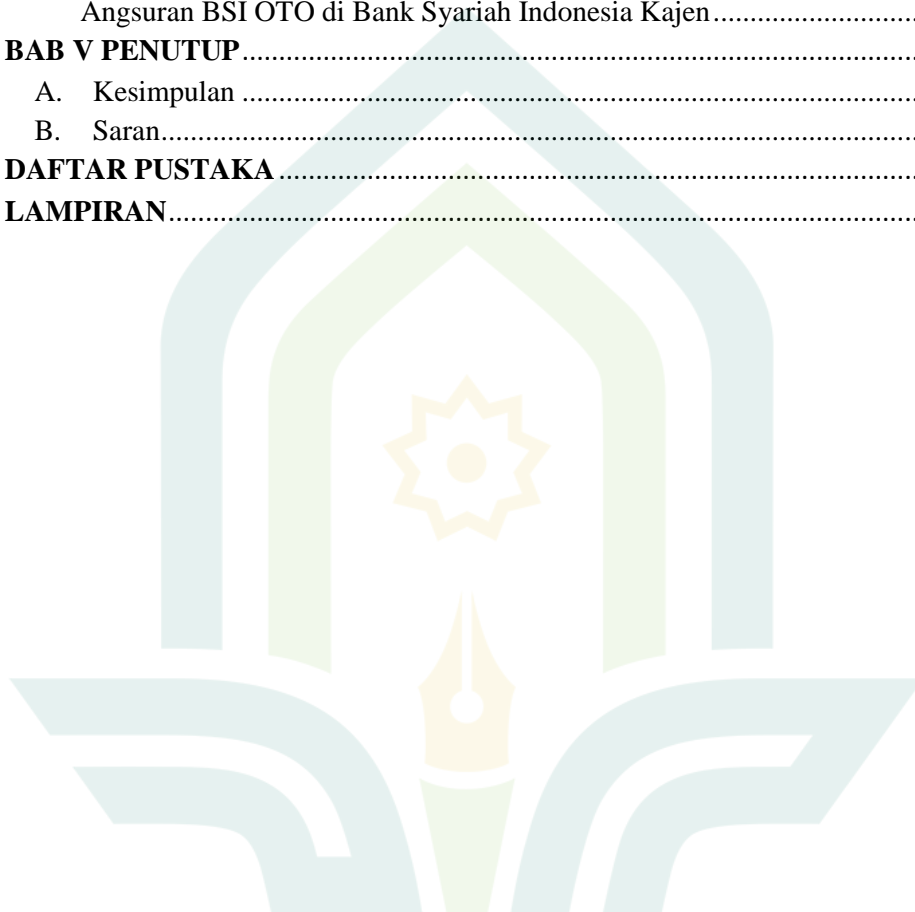 Angsuran BSI OTO di Bank Syariah Indonesia Kajen..............................
BAB V PENUTUP....................................................................................................
A. Kesimpulan ....................................................................................................
B. Saran................................................................................................................
DAFTAR PUSTAKA ..............................................................................................
LAMPIRAN..............................................................................................................